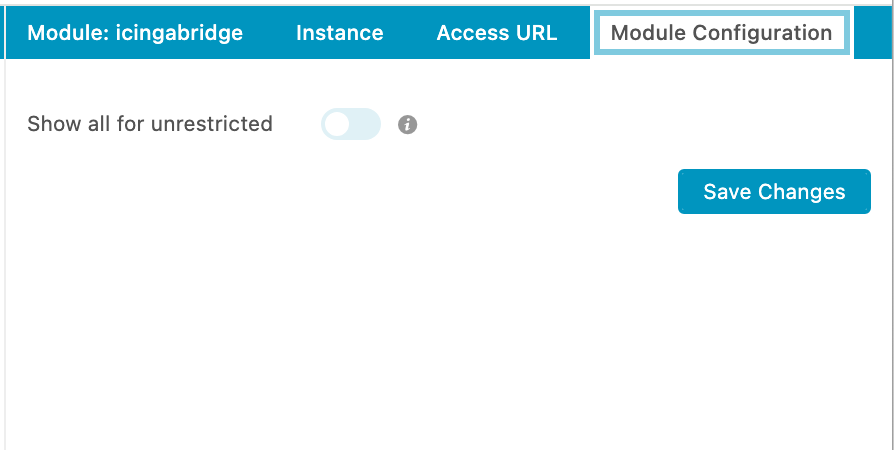 Module: icingabridge Instance Access URL Module Configuration
Show all for unrestricted
Save Changes